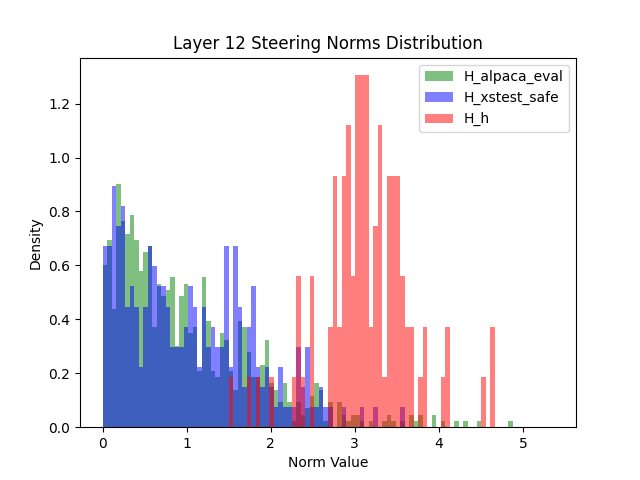 Layer 12 Steering Norms Distribution
H_alpaca_eval
H_xstest_safe
H_h
Density
1.2
1.0
0.8
0.6
0.4
0.2
0.0
0 1 2 3 4 5
Norm Value